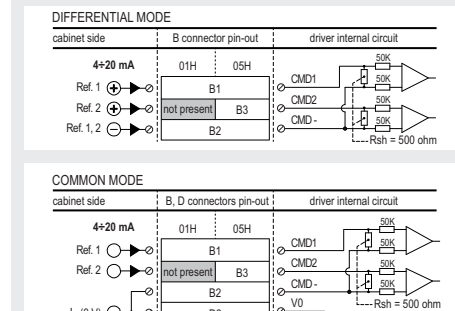 DIFFERENTIAL MODE
cabinet side B connector pin-out driver internal circuit
4÷20 mA 01H 05H 50K
Ref. 1 B1 CMD1 50K
Ref. 2 not present B3 CMD2 50K
Ref. 1, 2 B2 CMD - 50K
Rsh = 500 ohm
COMMON MODE
cabinet side B, D connectors pin-out driver internal circuit
4÷20 mA 01H 05H 50K
Ref. 1 B1 CMD1 50K
Ref. 2 not present B3 CMD2 50K
B2 CMD - 50K
V0 Rsh = 500 ohm